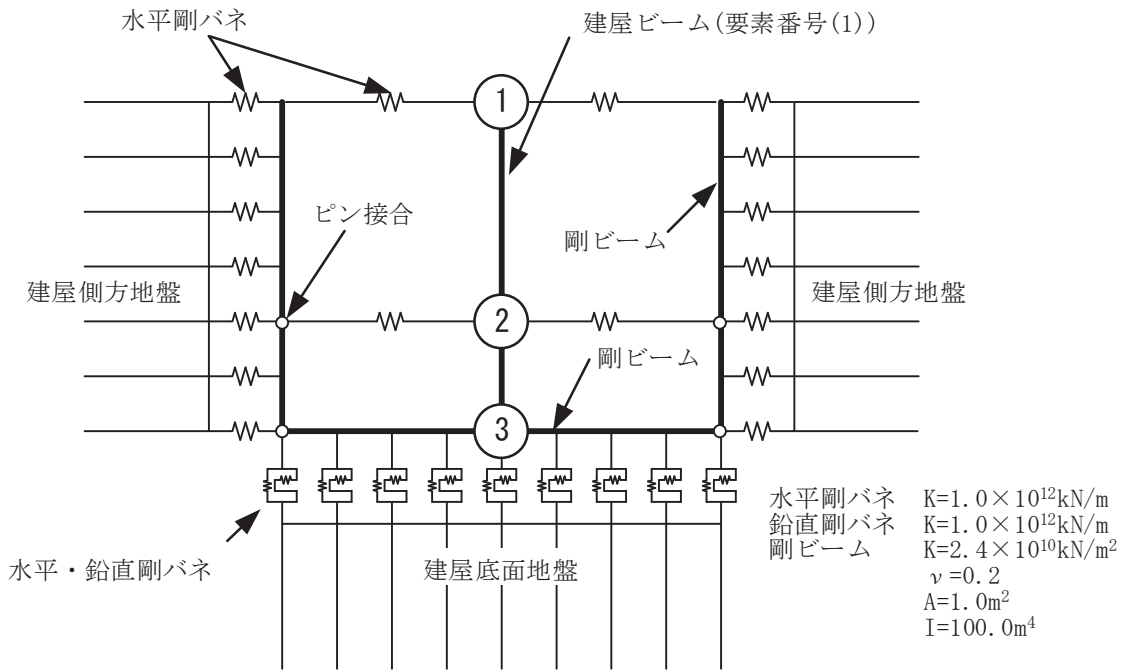 水平剛バネ
建屋ビーム(要素番号(1))
1
ピン接合
剛ビーム
建屋側方地盤
建屋側方地盤
2
剛ビーム
3
水平・鉛直剛バネ
建屋底面地盤
水平剛バネ K=1.0×10¹²kN/m
鉛直剛バネ K=1.0×10¹²kN/m
剛ビーム K=2.4×10¹⁰kN/m²
ν=0.2
A=1.0m²
I=100.0m⁴